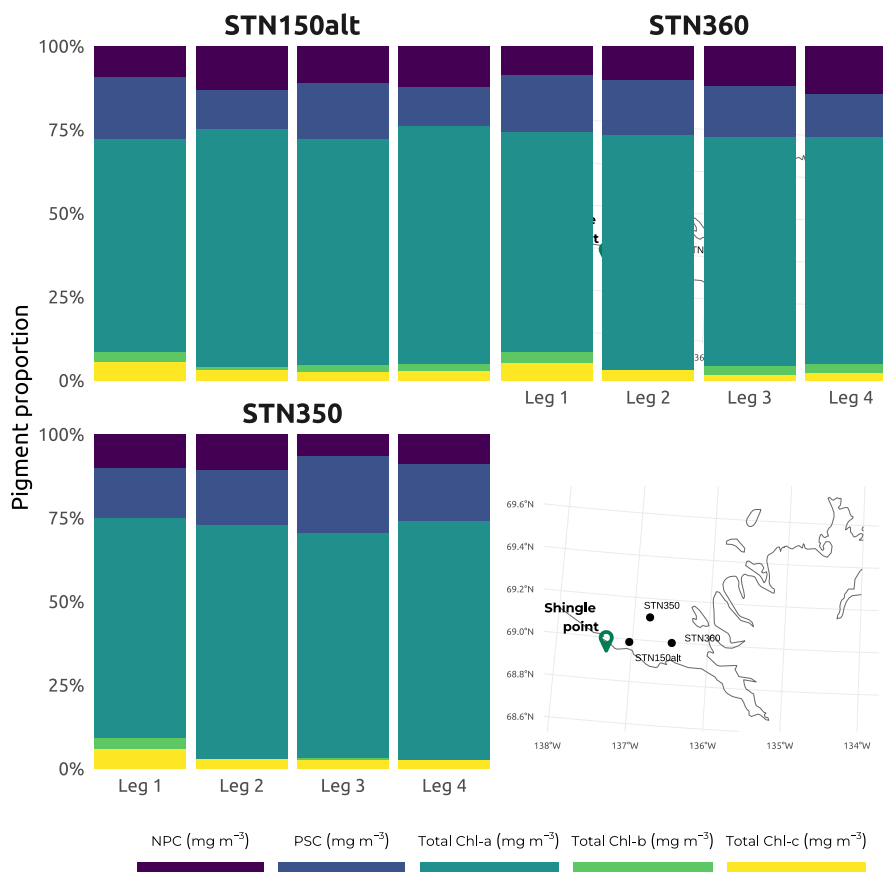 STN150alt STN360
100%
75%
50%
25%
0%
e
t
TN
36
Leg 1 Leg 2 Leg 3 Leg 4
Pigment proportion
STN350
100%
75%
50%
25%
0%
Leg 1 Leg 2 Leg 3 Leg 4
69.6°N
69.4°N
69.2°N
69.0°N
68.8°N
68.6°N
Shingle
point
STN350
STN360
STN150alt
138°W 137°W 136°W 135°W 134°W
NPC (mg m⁻³) PSC (mg m⁻³) Total Chl-a (mg m⁻³) Total Chl-b (mg m⁻³) Total Chl-c (mg m⁻³)